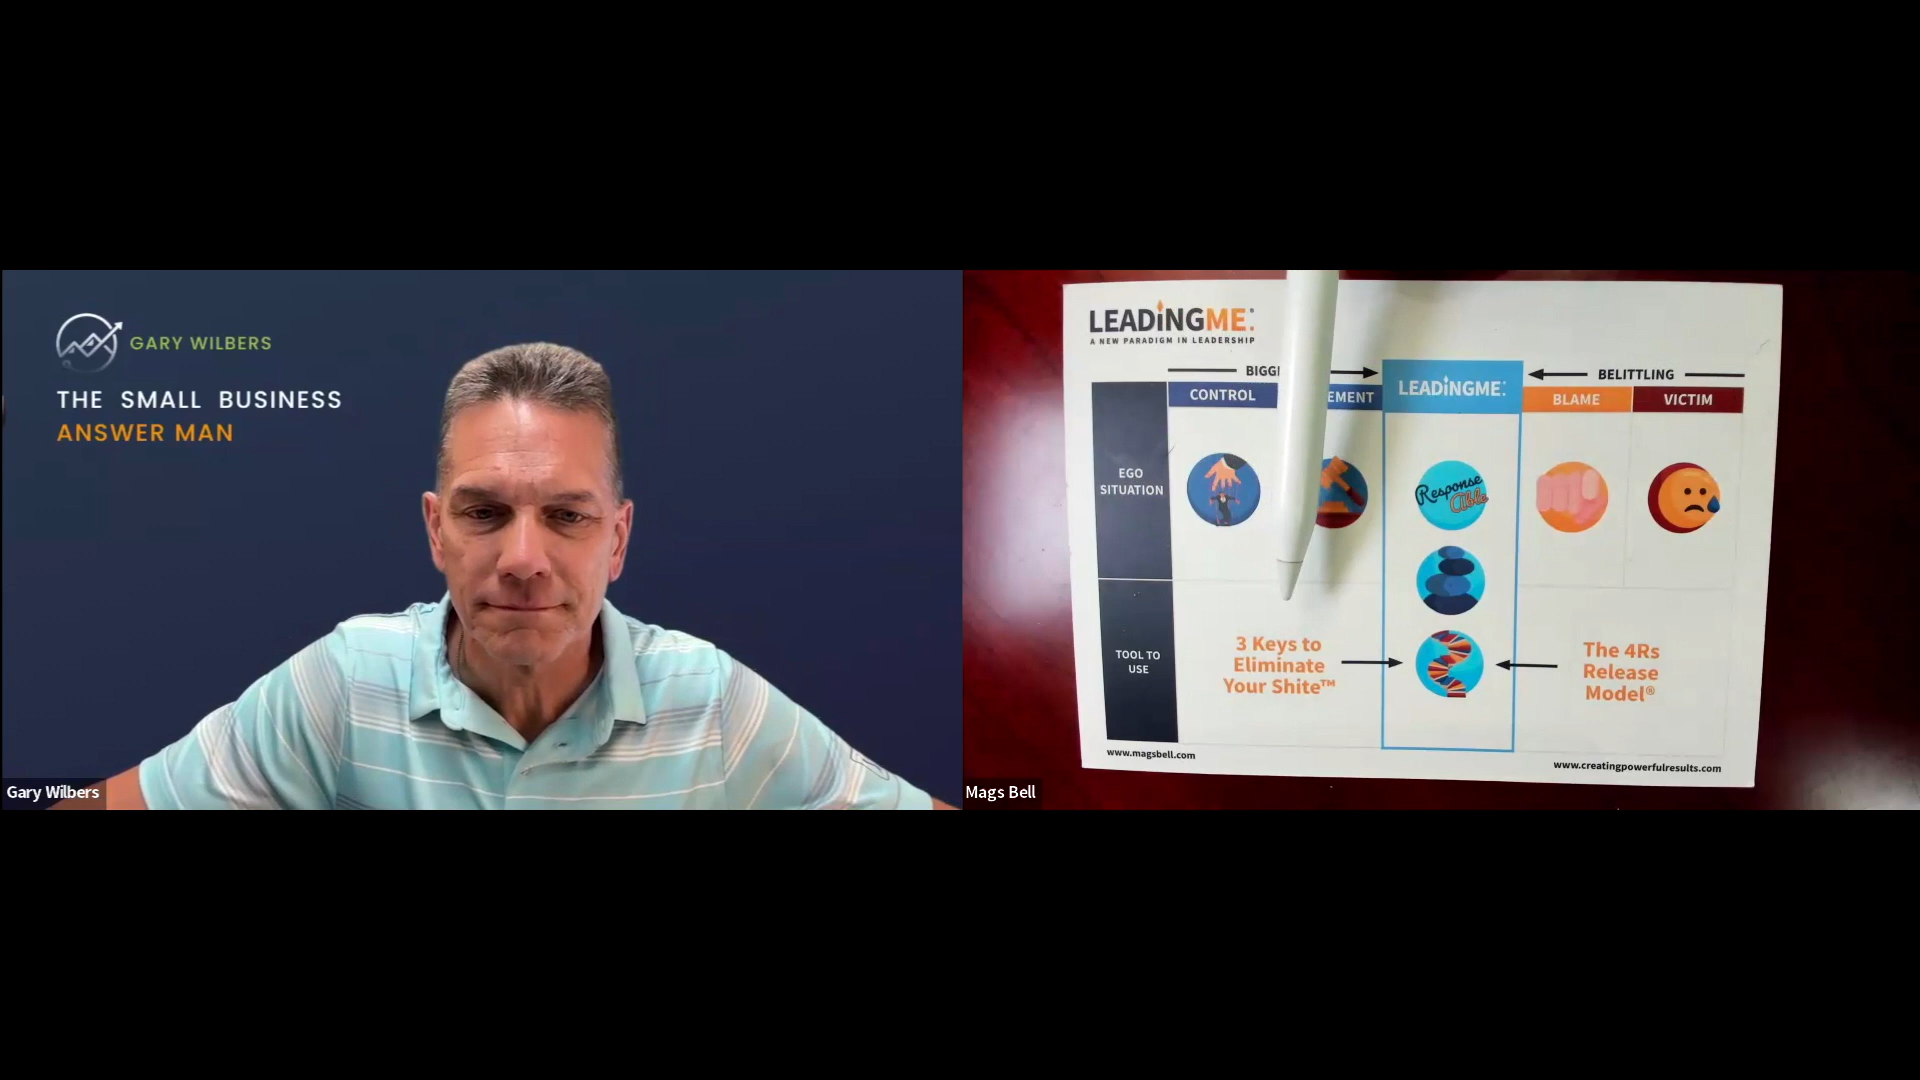 GARY WILBERS
THE SMALL BUSINESS
ANSWER MAN
Gary Wilbers
LEADiNGME:
A NEW PARADIGM IN LEADERSHIP
BELITTLING
CONTROL
LEADiNGME:
BLAME
VICTIM
EGO
SITUATION
Response
Able
TOOL TO
USE
3 Keys to
Eliminate
Your Shite™
The 4Rs
Release
Model®
www.magsbell.com
www.creatingpowerfulresults.com
Mags Bell